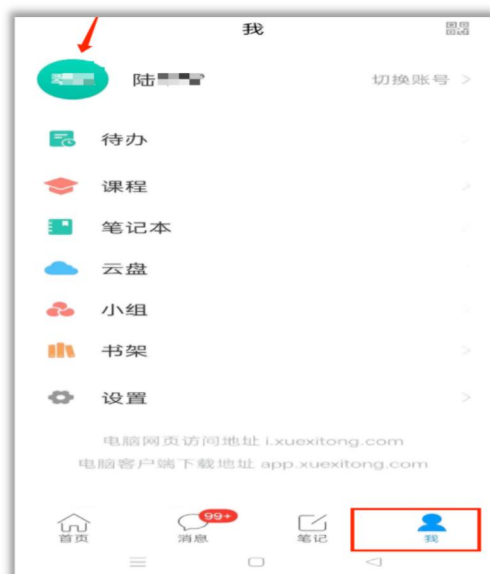 我
陆
切换账号 >
待办
课程
笔记本
云盘
小组
书架
设置
电脑网页访问地址 i.xuexitong.com
电脑客户端下载地址 app.xuexitong.com
99+
首页 消息 笔记 我